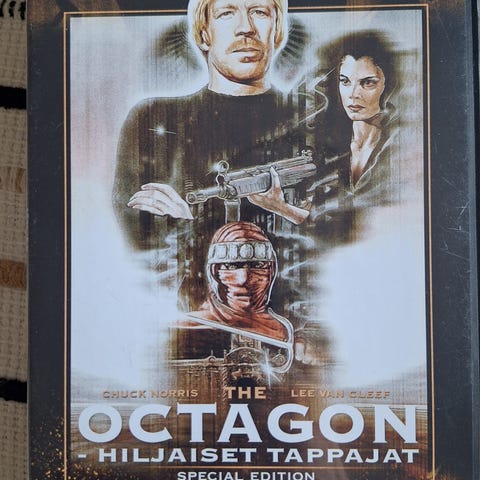 CHUCK NORRIS THE LEE VAN CLEEF
OCTAGON
- HILJAISET TAPPAJAT
SPECIAL EDITION